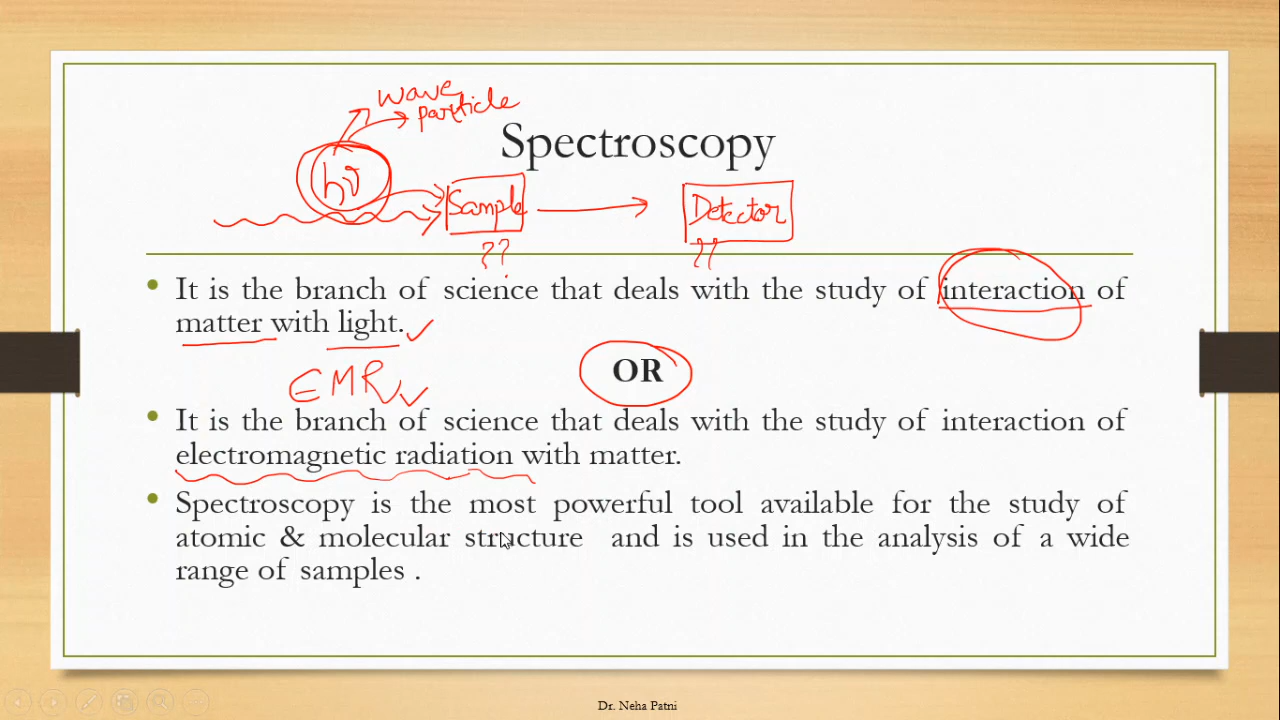 wave
particle
Spectroscopy
hν
Sample
Detector
??
??
• It is the branch of science that deals with the study of interaction of
matter with light.
EMR
OR
• It is the branch of science that deals with the study of interaction of
electromagnetic radiation with matter.
• Spectroscopy is the most powerful tool available for the study of
atomic & molecular structure and is used in the analysis of a wide
range of samples .
Dr. Neha Patni